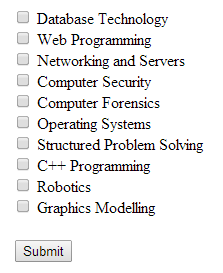 Database Technology
Web Programming
Networking and Servers
Computer Security
Computer Forensics
Operating Systems
Structured Problem Solving
C++ Programming
Robotics
Graphics Modelling
Submit